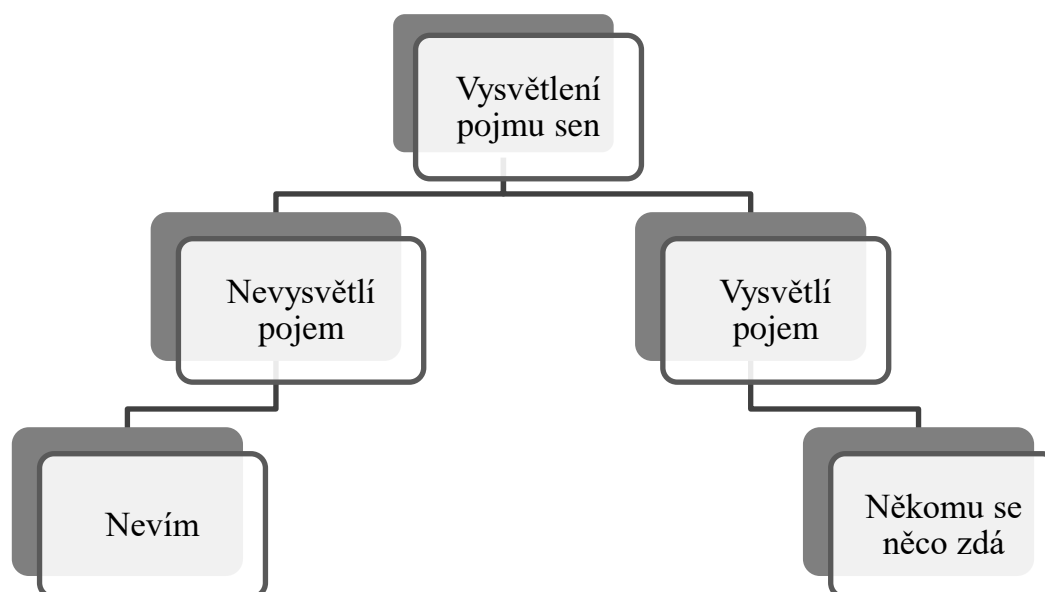 Vysvětlení
pojmu sen
Nevysvětlí
pojem
Vysvětlí
pojem
Nevím
Někomu se
něco zdá